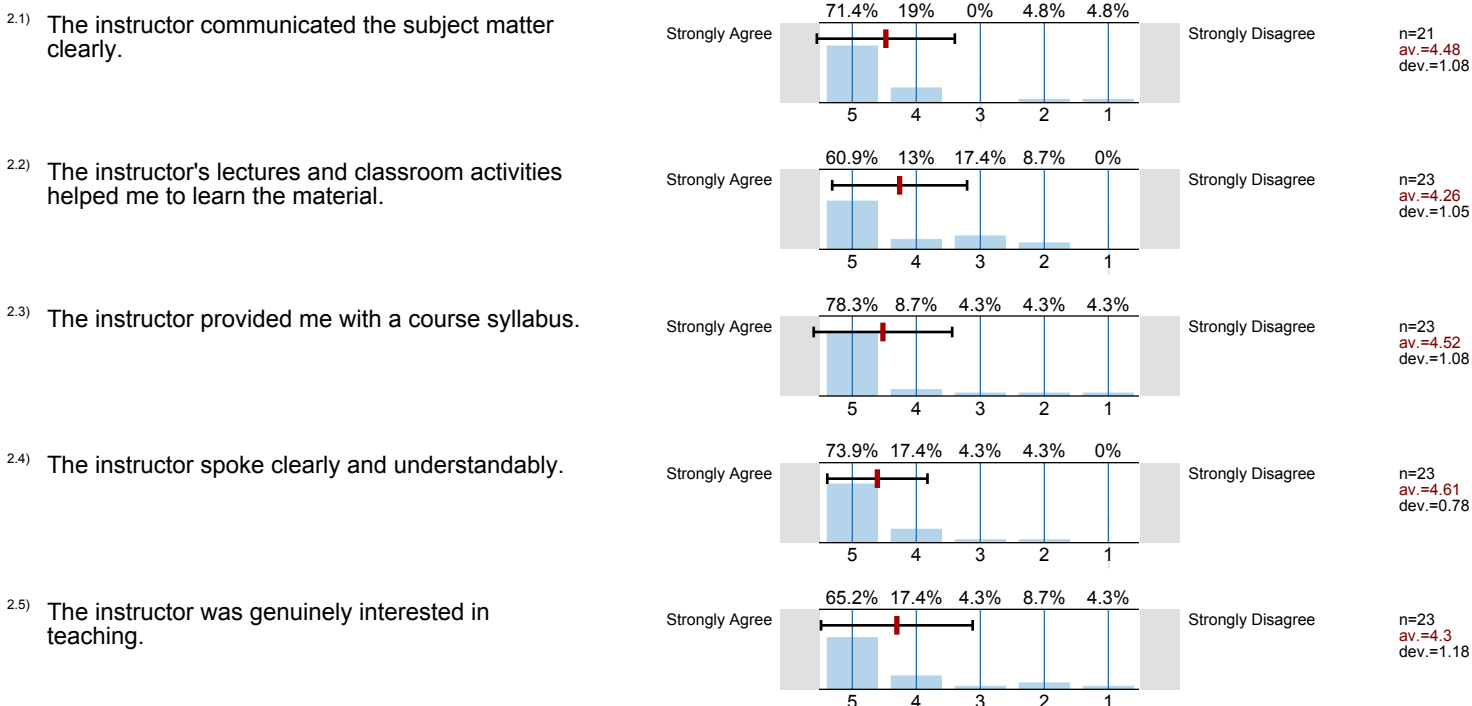 2.1) The instructor communicated the subject matter
clearly.
71.4% 19% 0% 4.8% 4.8%
Strongly Agree
Strongly Disagree
n=21
av.=4.48
dev.=1.08
5 4 3 2 1
2.2) The instructor's lectures and classroom activities
helped me to learn the material.
60.9% 13% 17.4% 8.7% 0%
Strongly Agree
Strongly Disagree
n=23
av.=4.26
dev.=1.05
5 4 3 2 1
2.3) The instructor provided me with a course syllabus.
78.3% 8.7% 4.3% 4.3% 4.3%
Strongly Agree
Strongly Disagree
n=23
av.=4.52
dev.=1.08
5 4 3 2 1
2.4) The instructor spoke clearly and understandably.
73.9% 17.4% 4.3% 4.3% 0%
Strongly Agree
Strongly Disagree
n=23
av.=4.61
dev.=0.78
5 4 3 2 1
2.5) The instructor was genuinely interested in
teaching.
65.2% 17.4% 4.3% 8.7% 4.3%
Strongly Agree
Strongly Disagree
n=23
av.=4.3
dev.=1.18
5 4 3 2 1